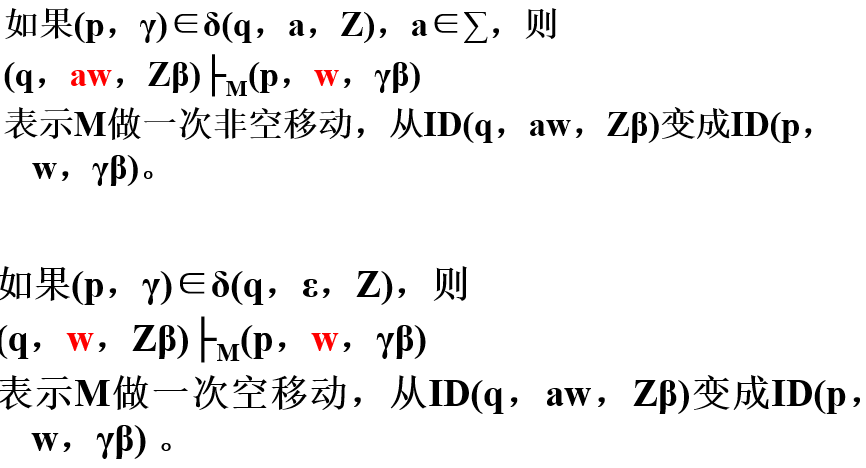 如果(p，γ)∈δ(q，a，Z)，a∈∑，则
(q，aw，Zβ)├M(p，w，γβ)
表示M做一次非空移动，从ID(q，aw，Zβ)变成ID(p，
w，γβ)。
如果(p，γ)∈δ(q，ε，Z)，则
(q，w，Zβ)├M(p，w，γβ)
表示M做一次空移动，从ID(q，aw，Zβ)变成ID(p，
w，γβ) 。